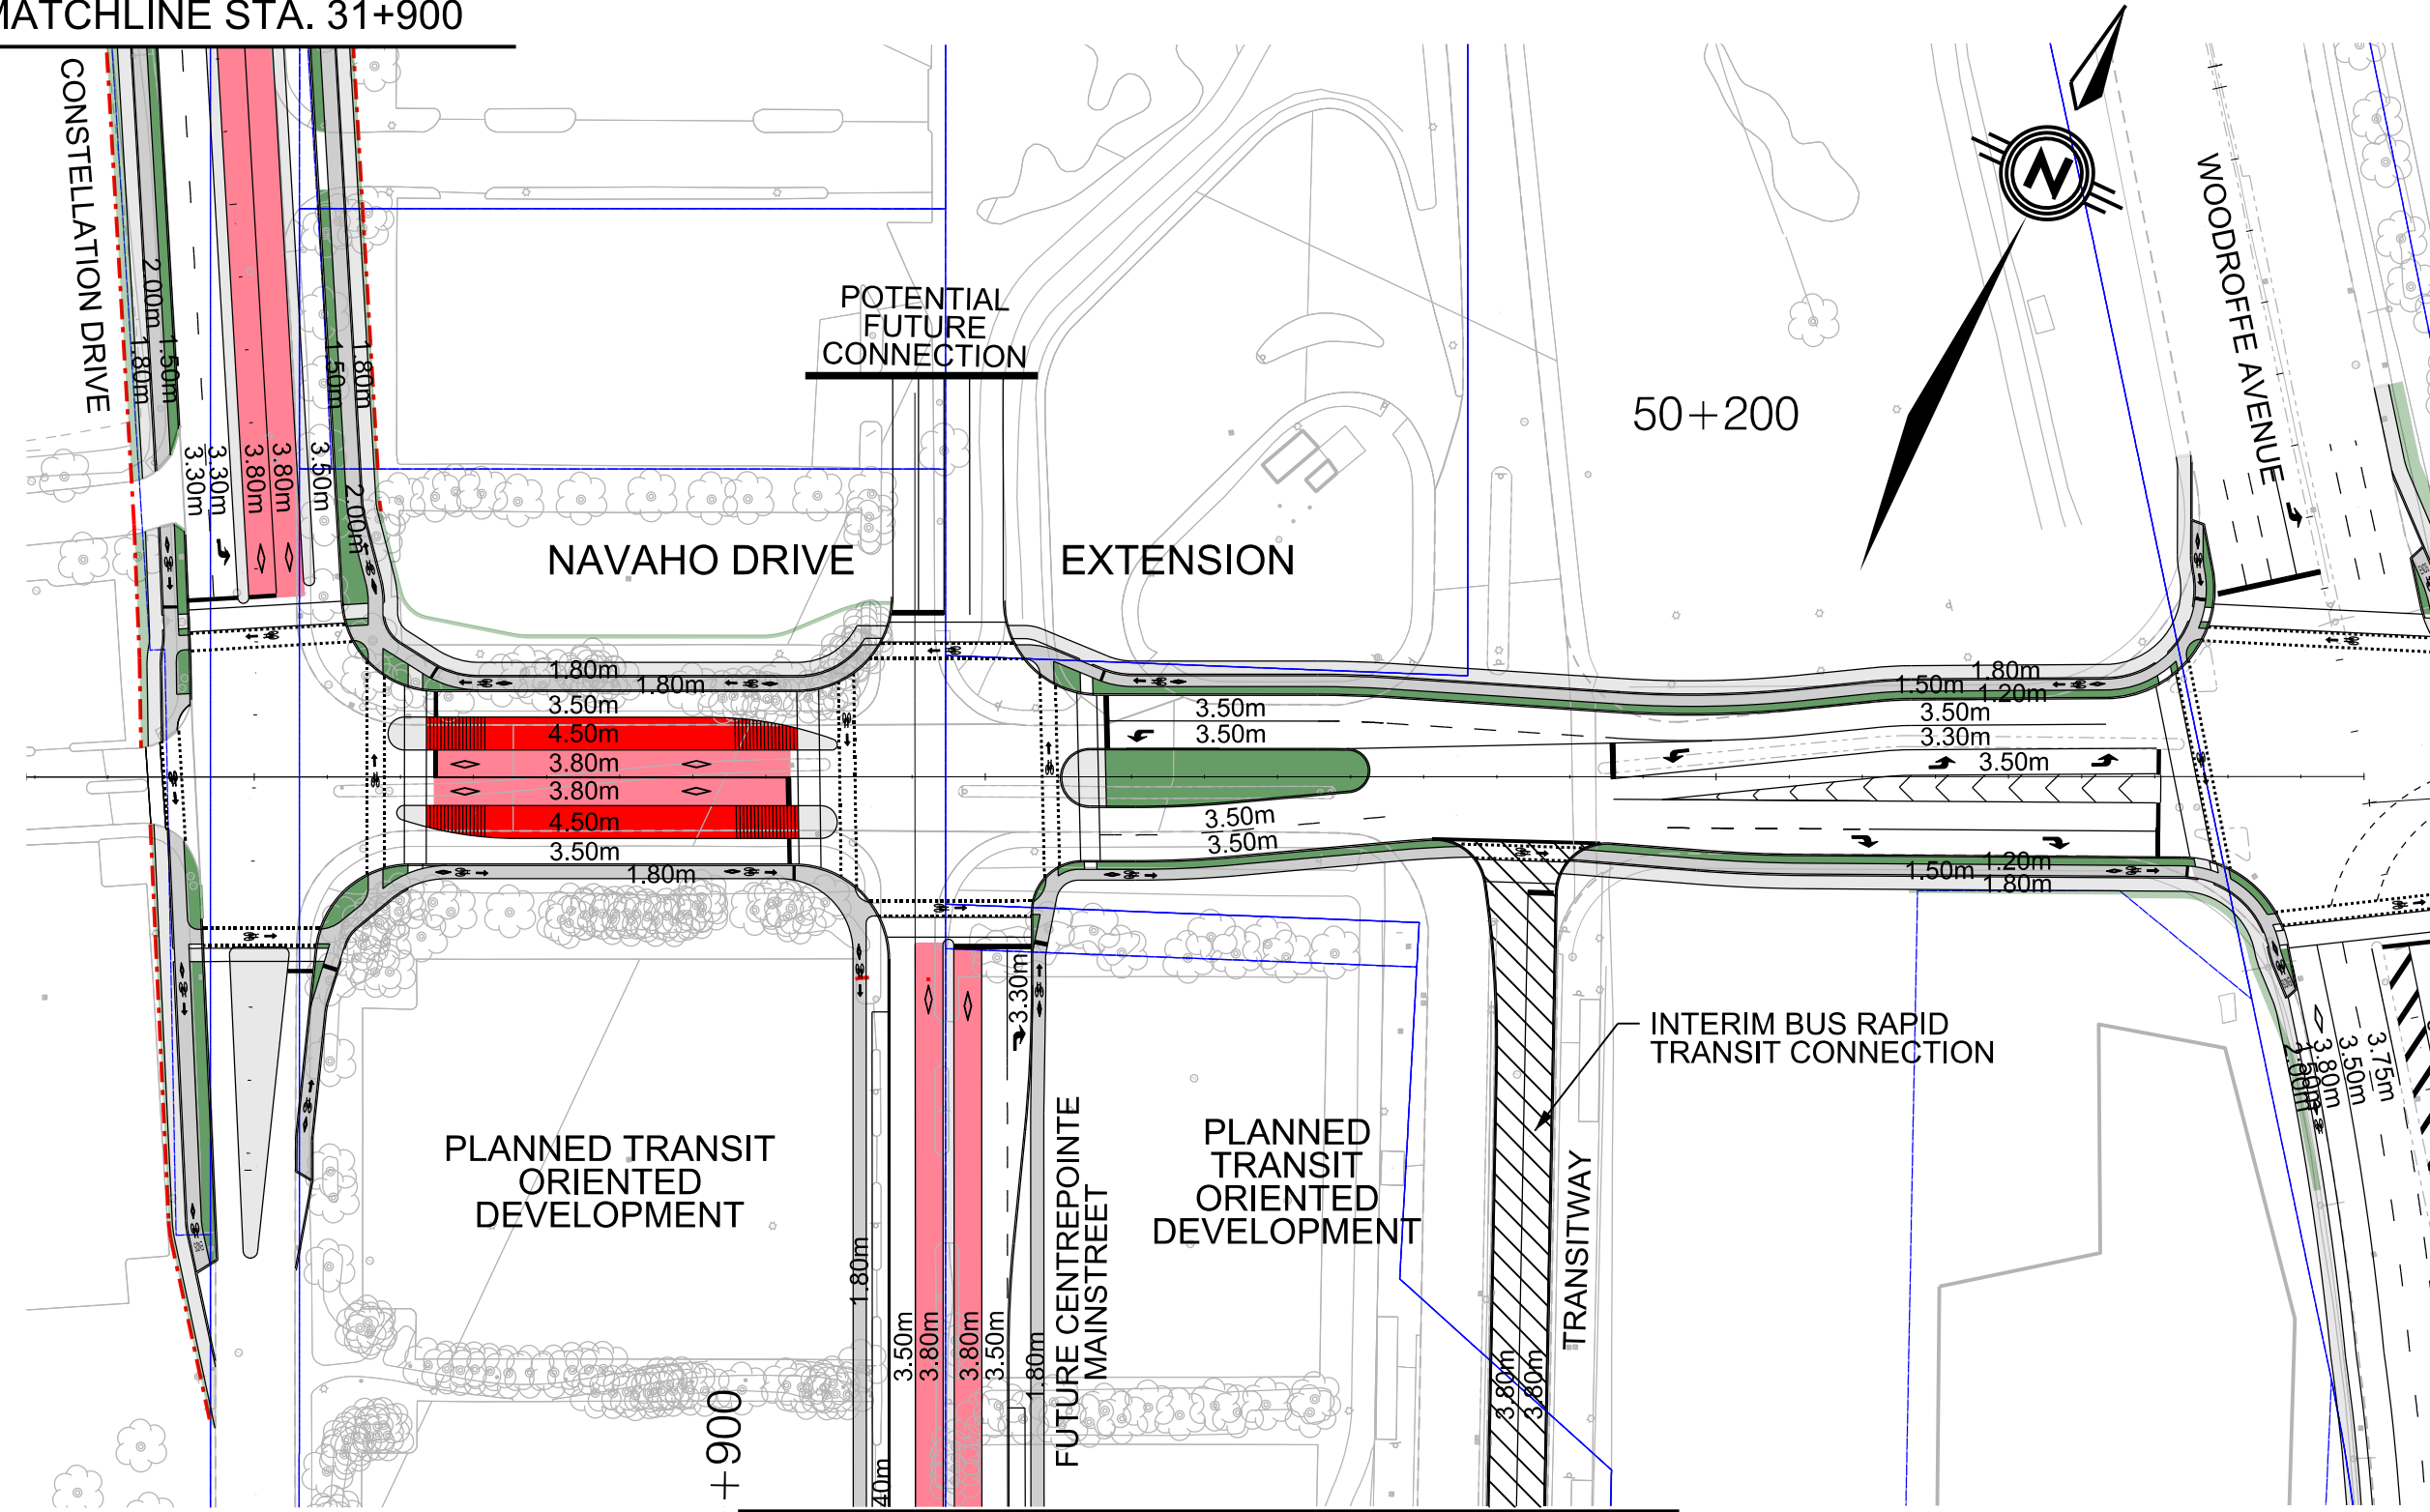 MATCHLINE STA. 31+900
CONSTELLATION DRIVE
2.00m
1.80m
1.50m
1.50m
1.80m
3.30m
3.30m
3.80m
3.80m
3.50m
2.00m
POTENTIAL
FUTURE
CONNECTION
50+200
N
WOODROFFE AVENUE
NAVAHO DRIVE
EXTENSION
1.80m
1.80m
3.50m
4.50m
3.80m
3.80m
4.50m
3.50m
1.80m
3.50m
3.50m
3.50m
3.50m
1.80m
1.50m
1.20m
3.50m
3.30m
3.50m
1.20m
1.50m
1.80m
3.30m
INTERIM BUS RAPID
TRANSIT CONNECTION
PLANNED TRANSIT
ORIENTED
DEVELOPMENT
PLANNED
TRANSIT
ORIENTED
DEVELOPMENT
FUTURE CENTREPOINTE
MAINSTREET
TRANSITWAY
1.80m
3.50m
3.80m
3.80m
3.50m
1.80m
3.80m
3.80m
2.00m
1.50m
3.80m
3.50m
3.75m
+900
40m